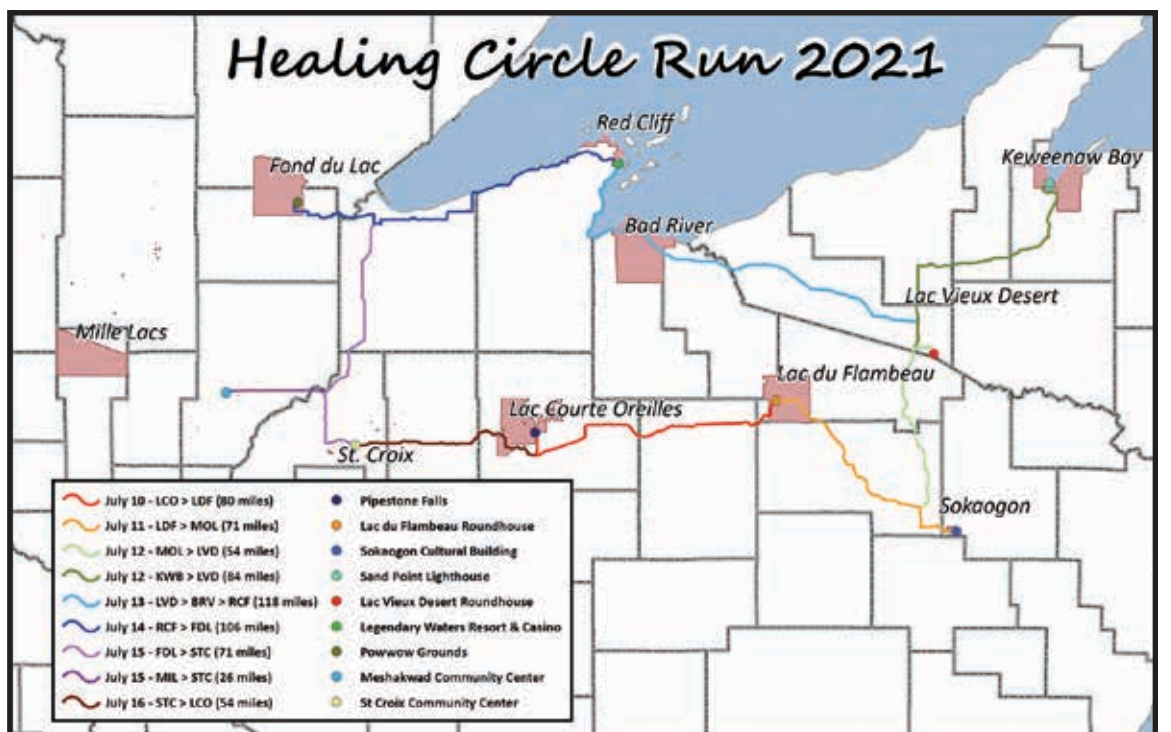 Healing Circle Run 2021
Red Cliff
Fond du Lac
Keweenaw Bay
Bad River
Lac Vieux Desert
Mille Lacs
Lac du Flambeau
Lac Courte Oreilles
St. Croix
Sokaogon
July 10 - LCO > LDF (80 miles)
July 11 - LDF > MOL (71 miles)
July 12 - MOL > LVD (54 miles)
July 12 - KWB > LVD (84 miles)
July 13 - LVD > BRV > RCF (118 miles)
July 14 - RCF > FDL (106 miles)
July 15 - FDL > STC (71 miles)
July 15 - MIL > STC (26 miles)
July 16 - STC > LCO (54 miles)
Pipestone Falls
Lac du Flambeau Roundhouse
Sokaogon Cultural Building
Sand Point Lighthouse
Lac Vieux Desert Roundhouse
Legendary Waters Resort & Casino
Powwow Grounds
Meshakwad Community Center
St Croix Community Center